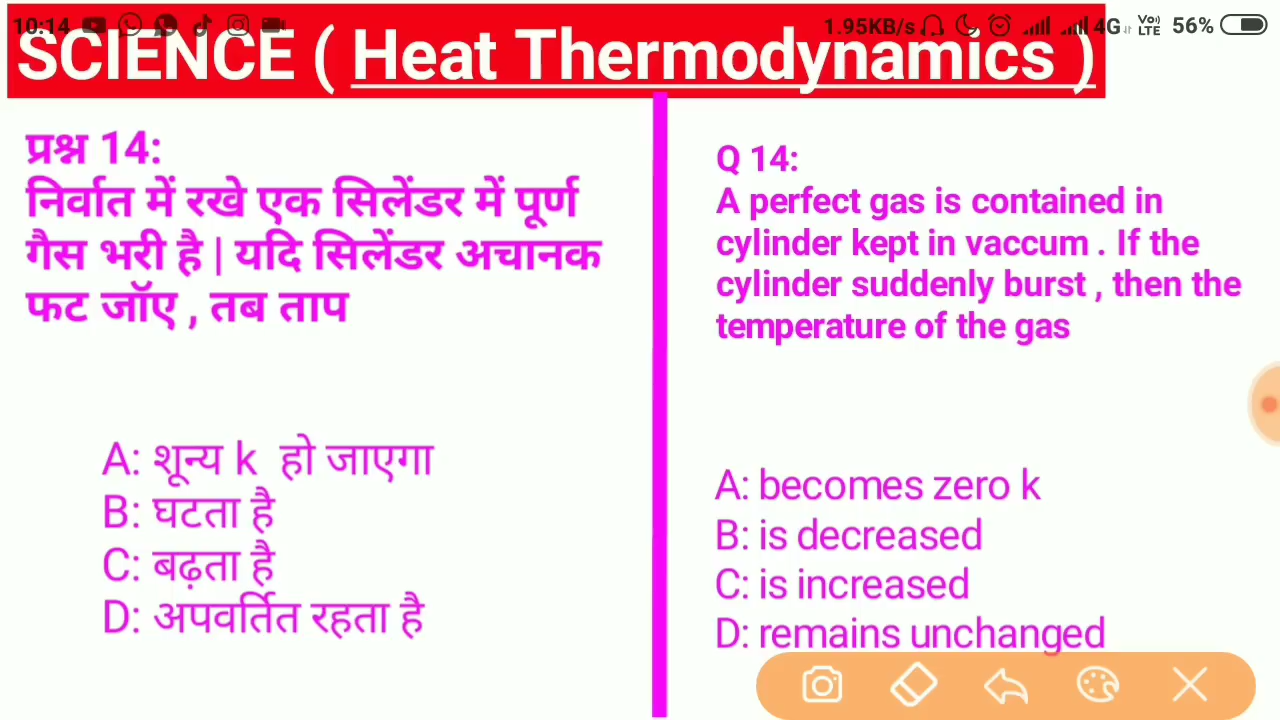 10:14
1.95KB/s
4G
Vo))
LTE
56%
SCIENCE ( Heat Thermodynamics )
प्रश्न 14:
निर्वात में रखे एक सिलेंडर में पूर्ण
गैस भरी है | यदि सिलेंडर अचानक
फट जॉए , तब ताप
A: शून्य k हो जाएगा
B: घटता है
C: बढ़ता है
D: अपवर्तित रहता है
Q 14:
A perfect gas is contained in
cylinder kept in vaccum . If the
cylinder suddenly burst , then the
temperature of the gas
A: becomes zero k
B: is decreased
C: is increased
D: remains unchanged